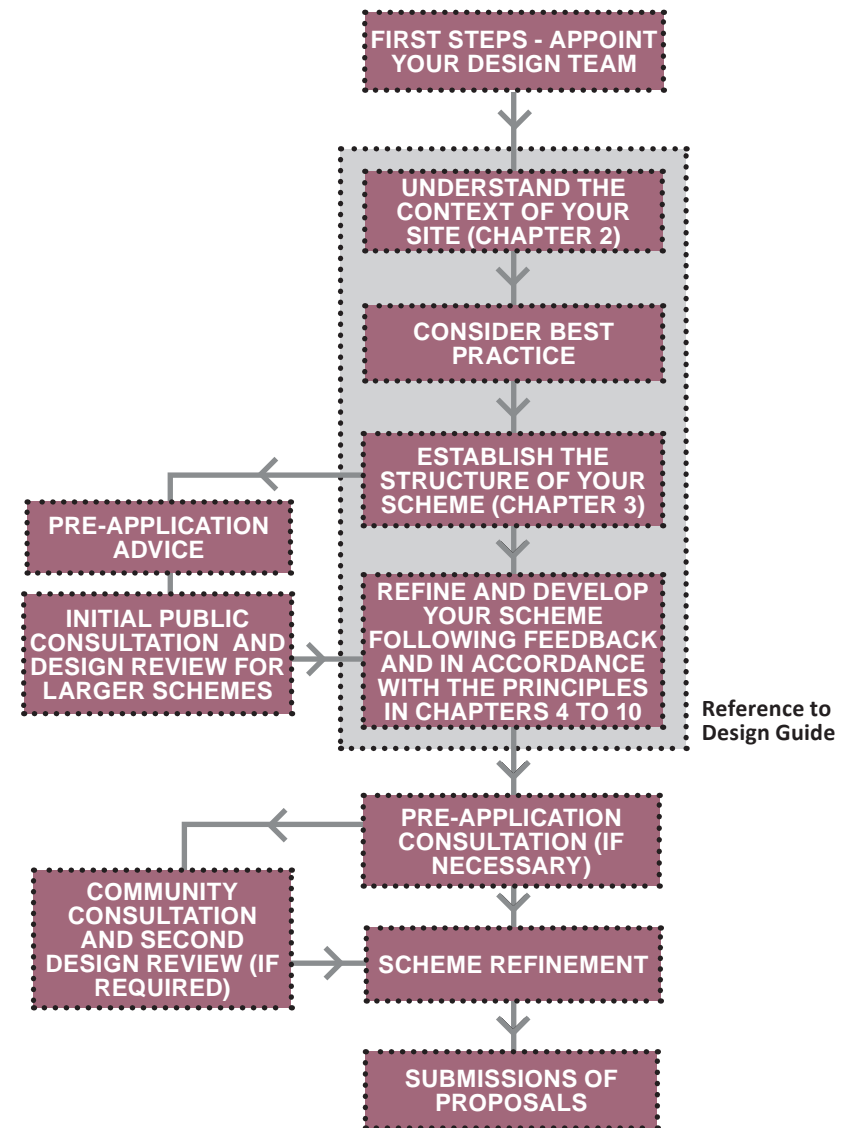 FIRST STEPS - APPOINT
YOUR DESIGN TEAM
UNDERSTAND THE
CONTEXT OF YOUR
SITE (CHAPTER 2)
CONSIDER BEST
PRACTICE
ESTABLISH THE
STRUCTURE OF YOUR
SCHEME (CHAPTER 3)
PRE-APPLICATION
ADVICE
INITIAL PUBLIC
CONSULTATION AND
DESIGN REVIEW FOR
LARGER SCHEMES
REFINE AND DEVELOP
YOUR SCHEME
FOLLOWING FEEDBACK
AND IN ACCORDANCE
WITH THE PRINCIPLES
IN CHAPTERS 4 TO 10
Reference to
Design Guide
PRE-APPLICATION
CONSULTATION (IF
NECESSARY)
COMMUNITY
CONSULTATION
AND SECOND
DESIGN REVIEW (IF
REQUIRED)
SCHEME REFINEMENT
SUBMISSIONS OF
PROPOSALS